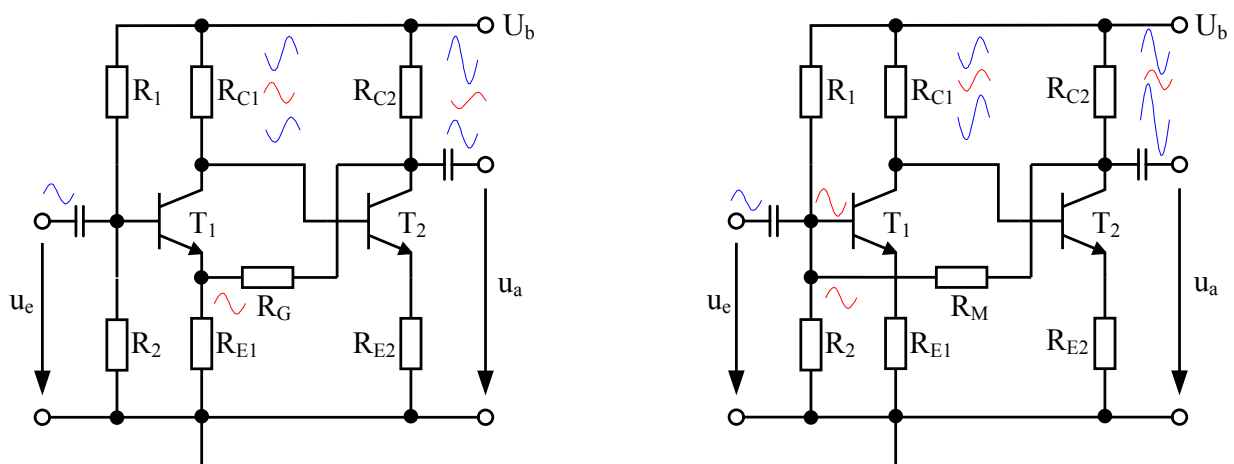 U_b
R_1
R_C1
R_C2
T_1
T_2
u_e
R_G
u_a
R_2
R_E1
R_E2
U_b
R_1
R_C1
R_C2
T_1
T_2
u_e
R_M
u_a
R_2
R_E1
R_E2